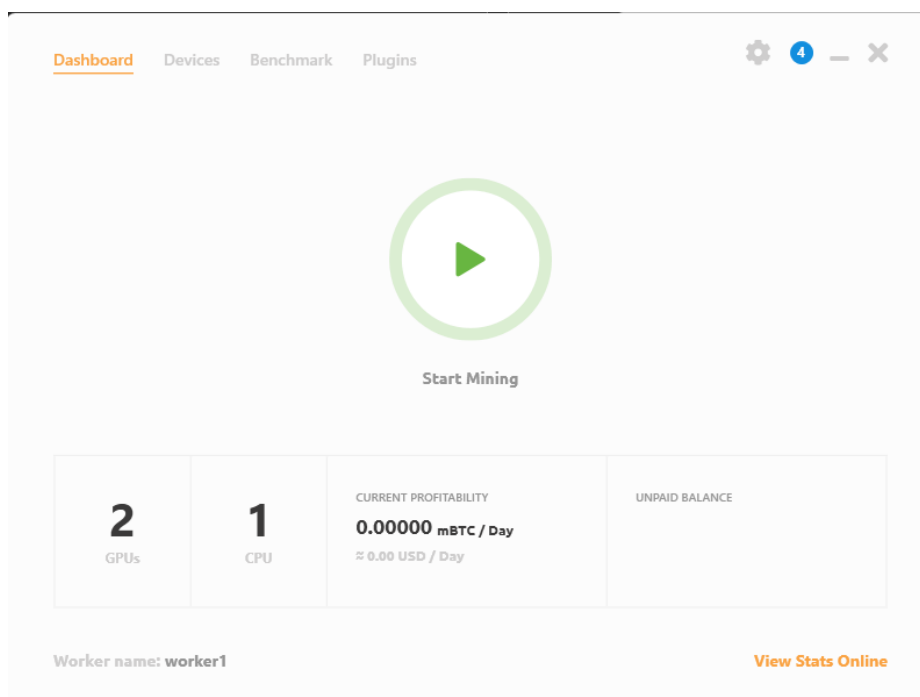 Dashboard Devices Benchmark Plugins 4
Start Mining
2
GPUs
1
CPU
CURRENT PROFITABILITY
0.00000 mBTC / Day
≈ 0.00 USD / Day
UNPAID BALANCE
Worker name: worker1
View Stats Online